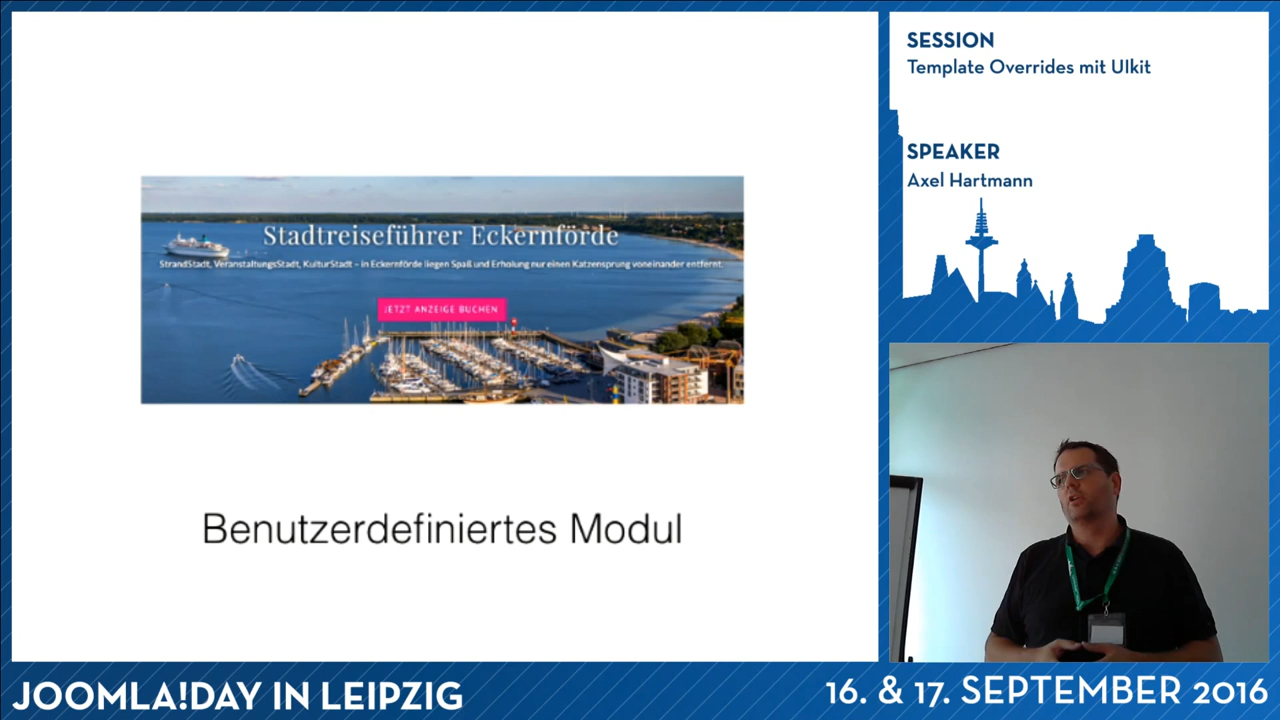 SESSION
Template Overrides mit UIkit
SPEAKER
Axel Hartmann
Stadtreiseführer Eckernförde
StrandStadt, VeranstaltungsStadt, KulturStadt – in Eckernförde liegen Spaß und Erholung nur einen Katzensprung voneinander entfernt.
JETZT ANZEIGE BUCHEN
Benutzerdefiniertes Modul
JOOMLA!DAY IN LEIPZIG
16. & 17. SEPTEMBER 2016